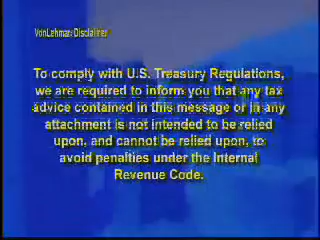 VonLehman Disclaimer
To comply with U.S. Treasury Regulations,
we are required to inform you that any tax
advice contained in this message or in any
attachment is not intended to be relied
upon, and cannot be relied upon, to
avoid penalties under the Internal
Revenue Code.